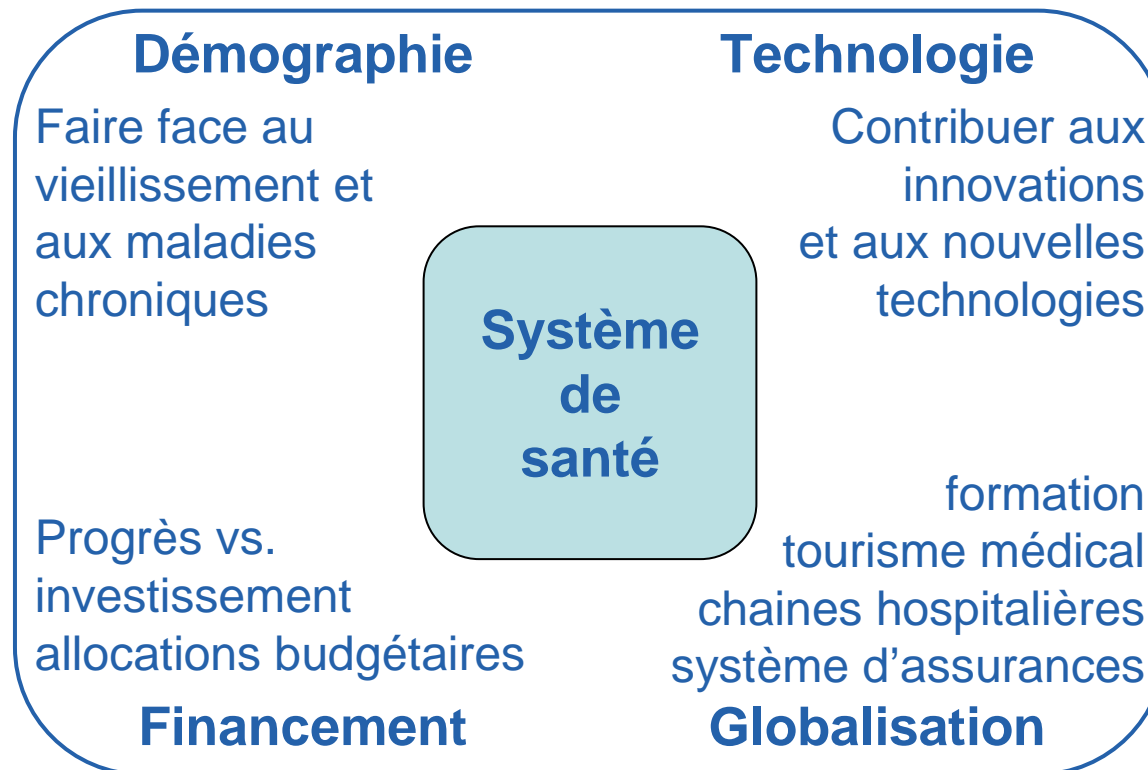 Démographie
Faire face au
vieillissement et
aux maladies
chroniques
Technologie
Contribuer aux
innovations
et aux nouvelles
technologies
Système
de
santé
Progrès vs.
investissement
allocations budgétaires
Financement
formation
tourisme médical
chaines hospitalières
système d’assurances
Globalisation